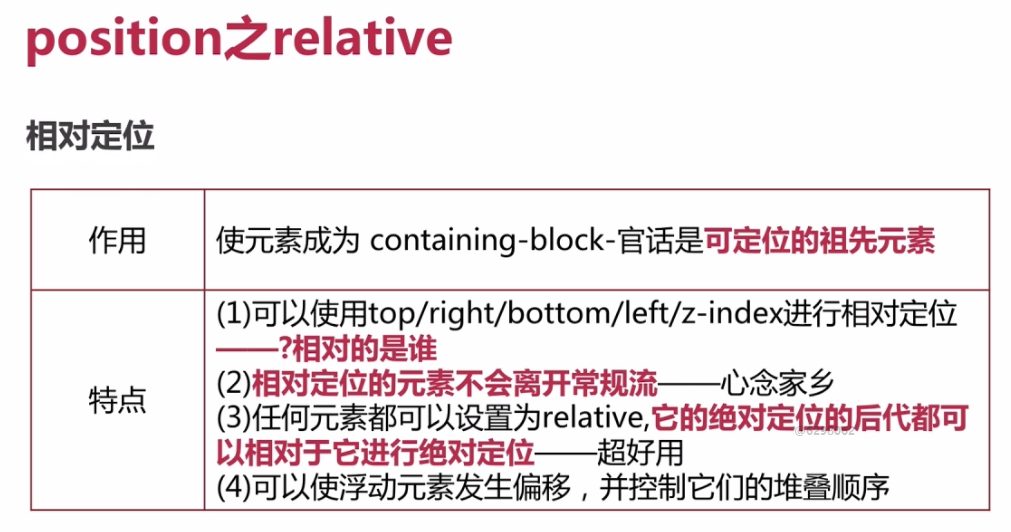 position之relative
相对定位
作用
使元素成为 containing-block-官话是可定位的祖先元素
特点
(1)可以使用top/right/bottom/left/z-index进行相对定位
——?相对的是谁
(2)相对定位的元素不会离开常规流——心念家乡
(3)任何元素都可以设置为relative,它的绝对定位的后代都可
以相对于它进行绝对定位——超好用
(4)可以使浮动元素发生偏移，并控制它们的堆叠顺序